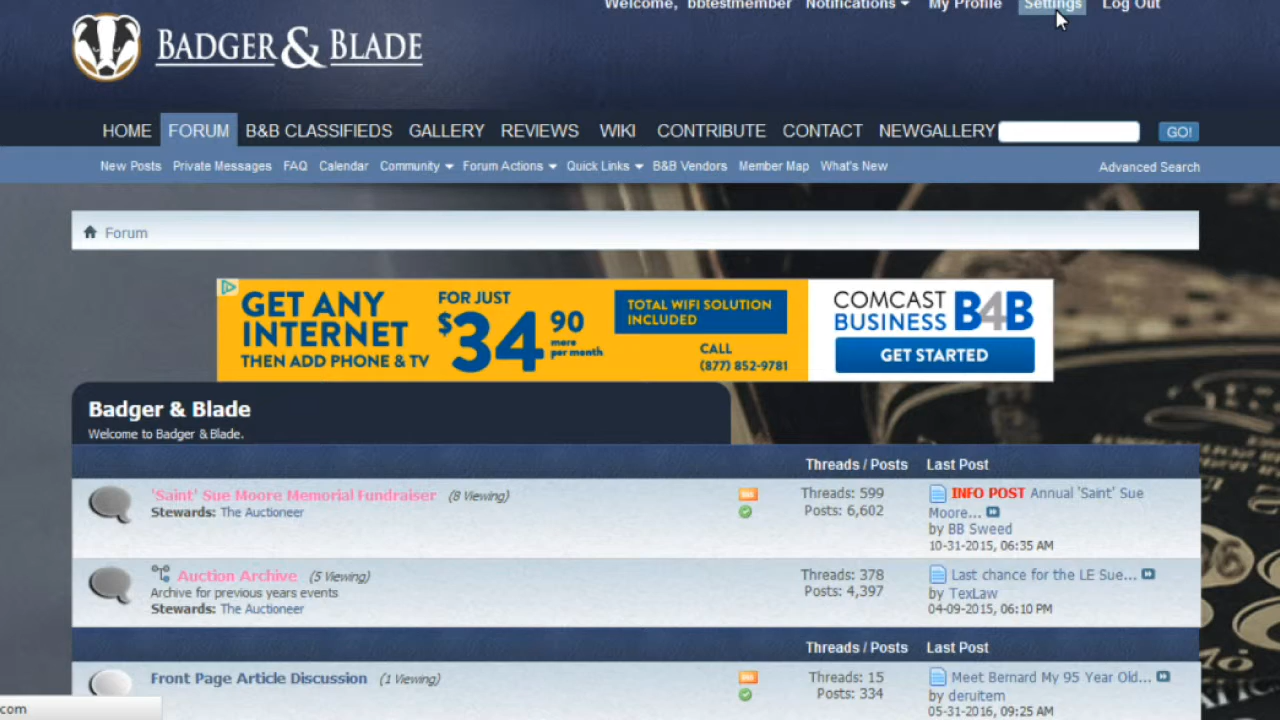 Welcome, bbtestmember Notifications My Profile Settings Log Out
BADGER & BLADE
HOME FORUM B&B CLASSIFIEDS GALLERY REVIEWS WIKI CONTRIBUTE CONTACT NEWGALLERY GO!
New Posts Private Messages FAQ Calendar Community Forum Actions Quick Links B&B Vendors Member Map What's New Advanced Search
Forum
GET ANY
INTERNET
THEN ADD PHONE & TV
FOR JUST
$34 90
more
per month
TOTAL WIFI SOLUTION
INCLUDED
CALL
(877) 852-9781
COMCAST
BUSINESS B4B
GET STARTED
Badger & Blade
Welcome to Badger & Blade.
Threads / Posts Last Post
'Saint' Sue Moore Memorial Fundraiser (8 Viewing)
Stewards: The Auctioneer
Threads: 599
Posts: 6,602
INFO POST Annual 'Saint' Sue
Moore...
by BB Sweed
10-31-2015, 06:35 AM
Auction Archive (5 Viewing)
Archive for previous years events
Stewards: The Auctioneer
Threads: 378
Posts: 4,397
Last chance for the LE Sue...
by TexLaw
04-09-2015, 06:10 PM
Threads / Posts Last Post
Front Page Article Discussion (1 Viewing)
Threads: 15
Posts: 334
Meet Bernard My 95 Year Old...
by deruitem
05-31-2016, 09:25 AM
.com